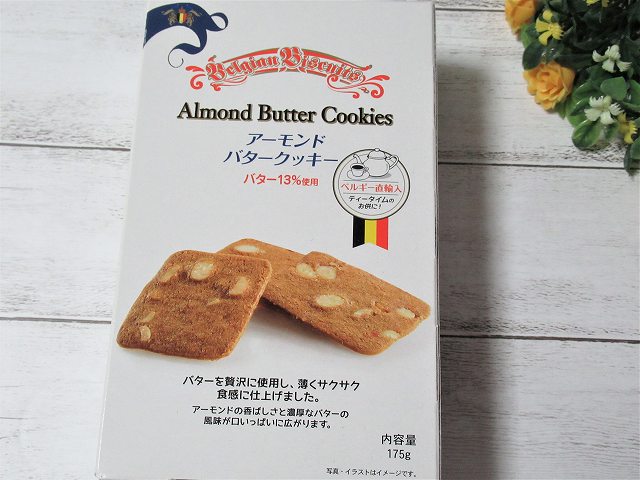 Belgian Biscuits
Almond Butter Cookies
アーモンド
バタークッキー
バター13%使用
ベルギー直輸入
ティータイムの
お供に!
バターを贅沢に使用し、薄くサクサク
食感に仕上げました。
アーモンドの香ばしさと濃厚なバターの
風味が口いっぱいに広がります。
内容量
175g
写真・イラストはイメージです。